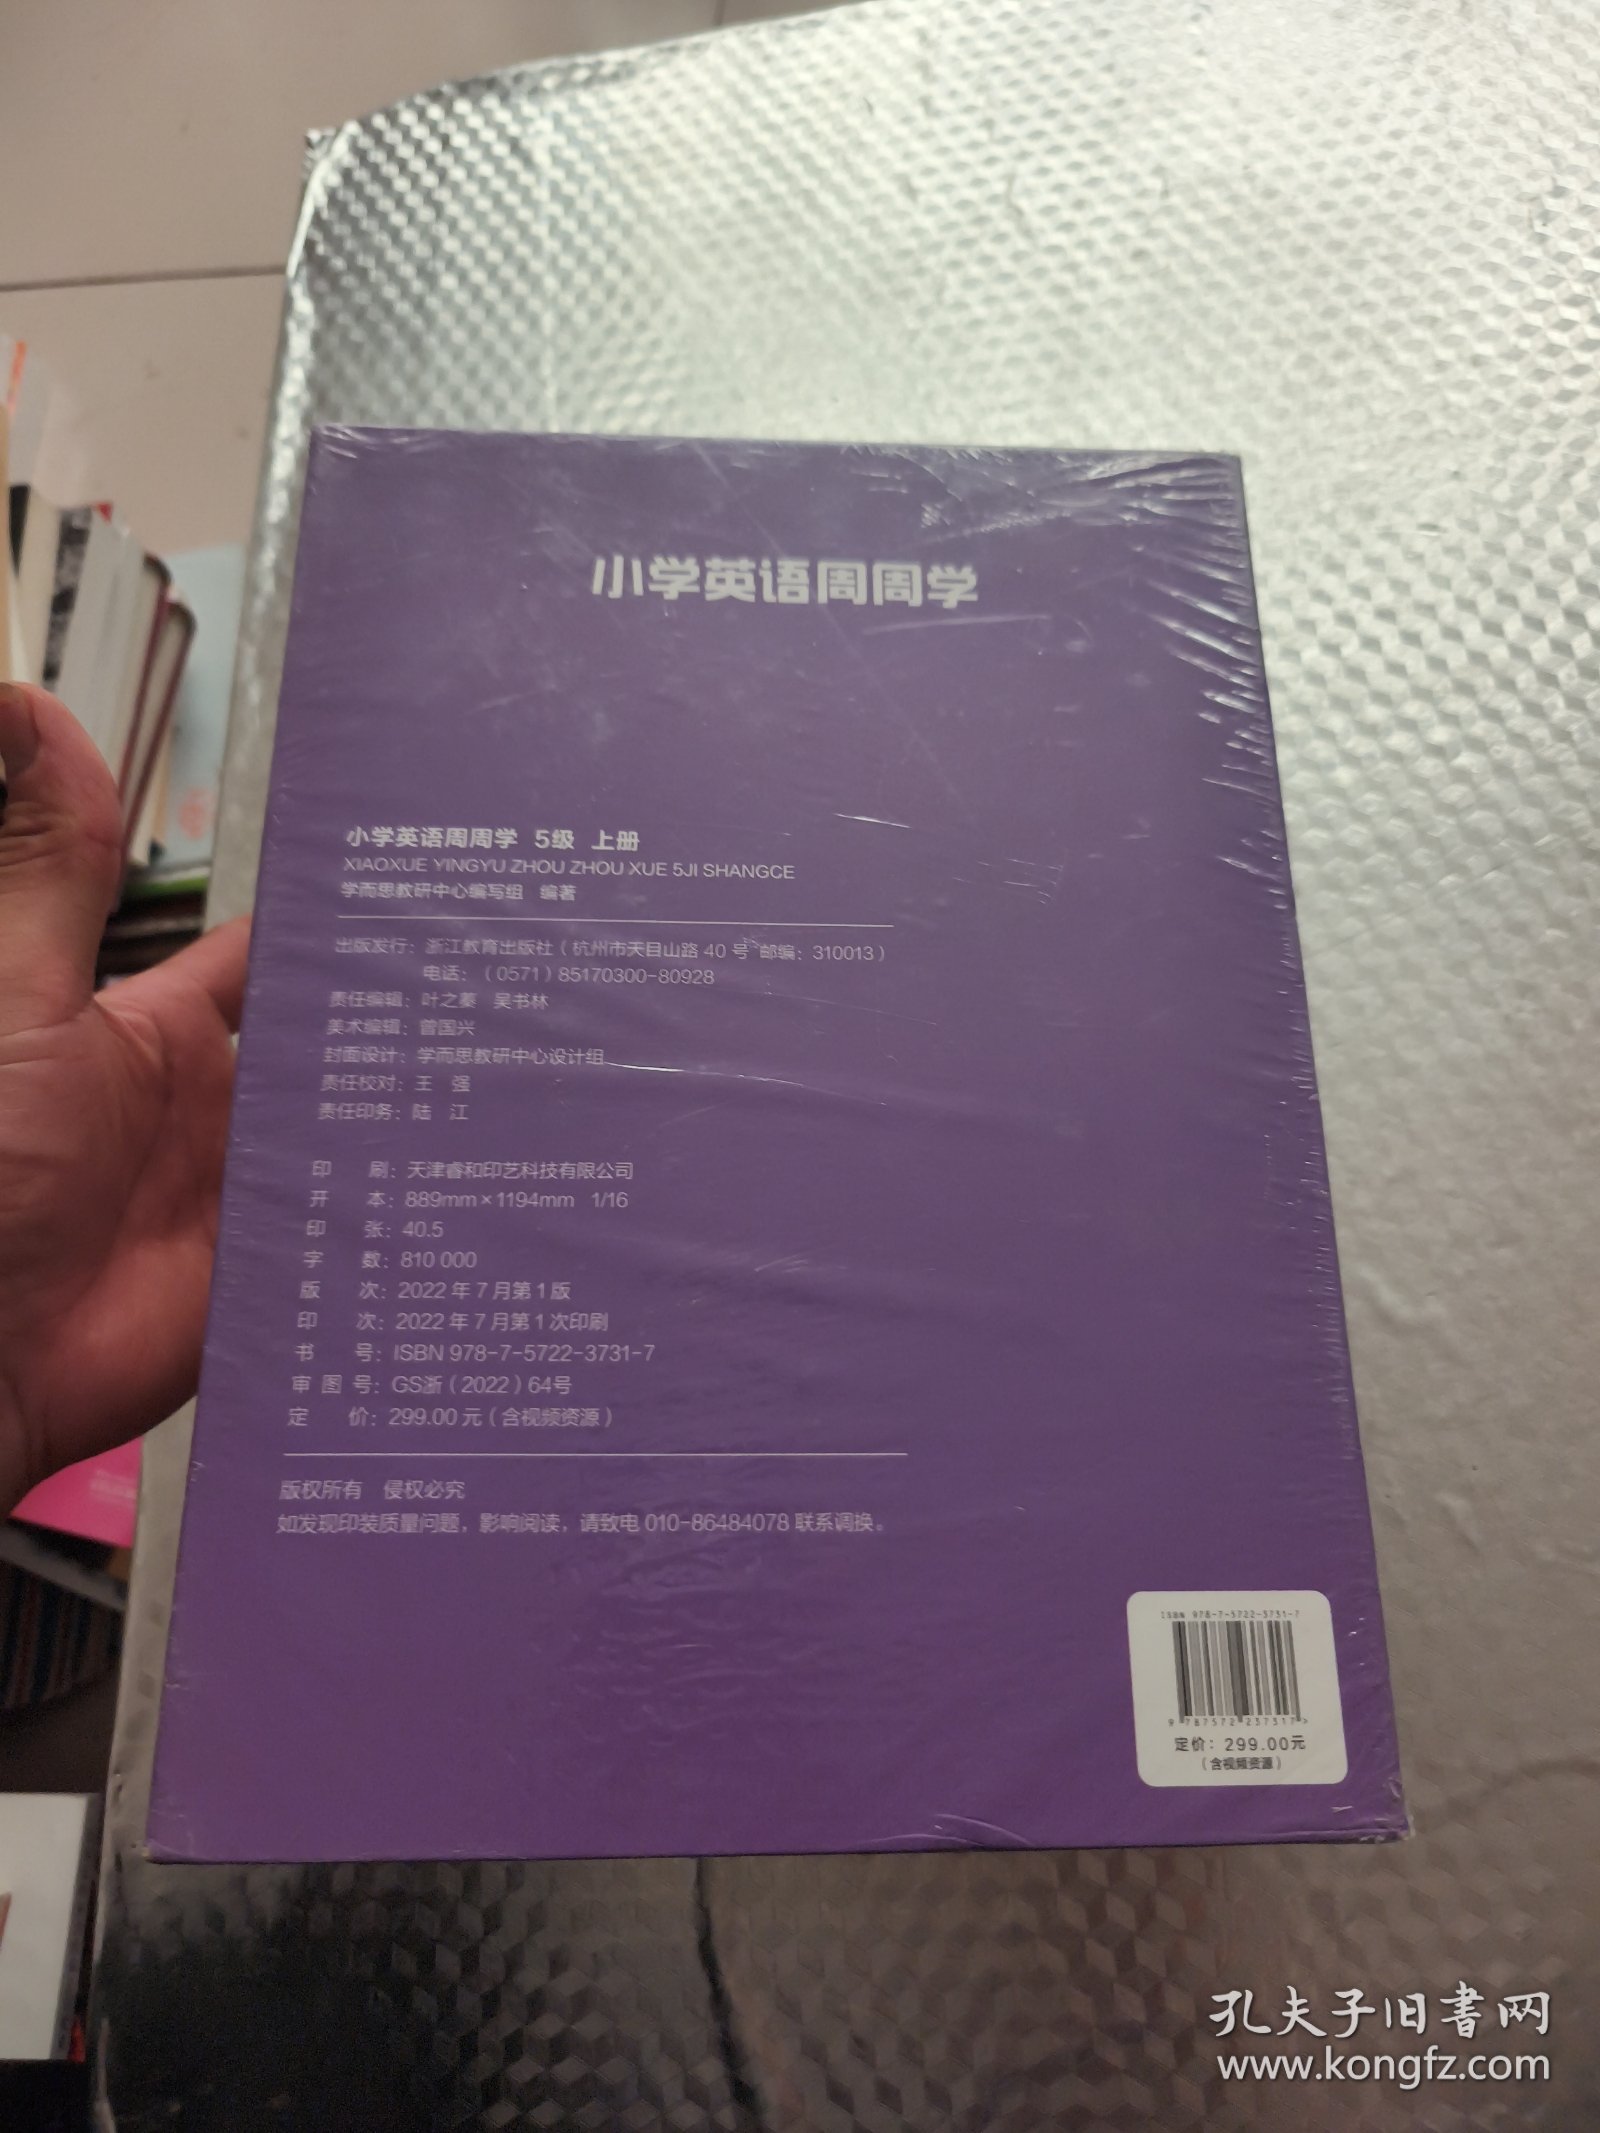 小学英语周周学
小学英语周周学 5级 上册
XIAOXUE YINGYU ZHOU ZHOU XUE 5JI SHANGCE
学而思教研中心编写组 编著
出版发行：浙江教育出版社（杭州市天目山路 40 号 邮编：310013）
电话：（0571）85170300-80928
责任编辑：叶之蓁 吴书林
美术编辑：曾国兴
封面设计：学而思教研中心设计组
责任校对：王 强
责任印务：陆 江
印 刷：天津睿和印艺科技有限公司
开 本：889mm×1194mm 1/16
印 张：40.5
字 数：810 000
版 次：2022 年 7 月第 1 版
印 次：2022 年 7 月第 1 次印刷
书 号：ISBN 978-7-5722-3731-7
审 图 号：GS浙（2022）64号
定 价：299.00 元（含视频资源）
版权所有 侵权必究
如发现印装质量问题，影响阅读，请致电 010-86484078 联系调换。
ISBN 978-7-5722-3731-7
9 787572 237317 >
定价：299.00元
（含视频资源）
孔夫子旧书网
www.kongfz.com